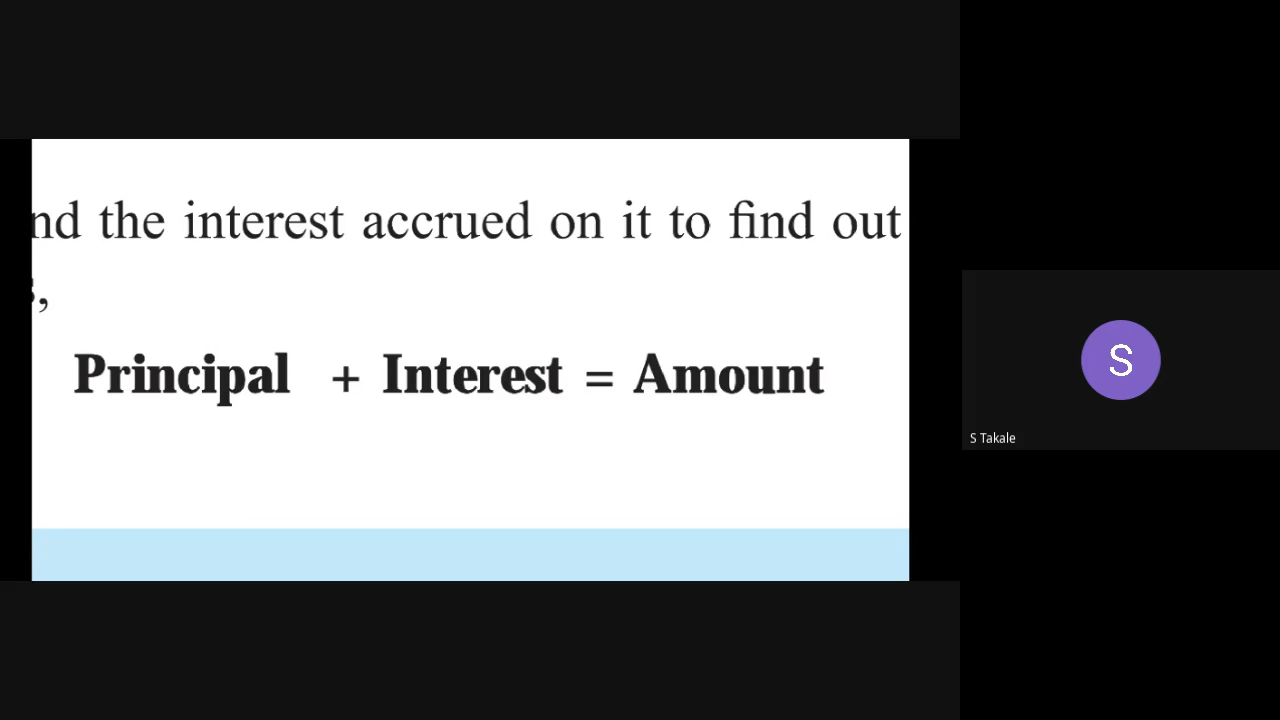 nd the interest accrued on it to find out
s,
Principal + Interest = Amount
S
S Takale